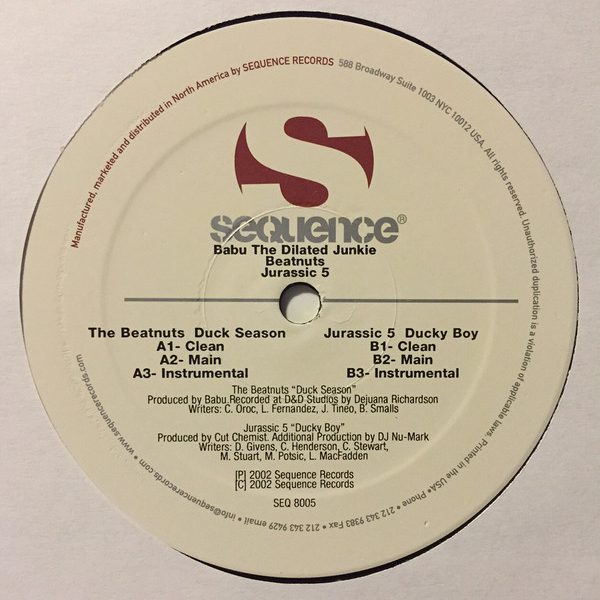 Manufactured, marketed and distributed in North America by SEQUENCE RECORDS 588 Broadway Suite 1003 NYC 10012 USA. All rights reserved. Unauthorized duplication is a violation of applicable laws. Printed in the USA• Phone • 212 343 9383 Fax • 212 343 9429 email • info@sequencerecords.com • www.sequencerecords.com
S
sequence®
Babu The Dilated Junkie
Beatnuts
Jurassic 5
The Beatnuts Duck Season
A1- Clean
A2- Main
A3- Instrumental
Jurassic 5 Ducky Boy
B1- Clean
B2- Main
B3- Instrumental
The Beatnuts "Duck Season"
Produced by Babu.Recorded at D&D Studios by Dejuana Richardson
Writers: C. Oroc, L. Fernandez, J. Tineo, B. Smalls
Jurassic 5 "Ducky Boy"
Produced by Cut Chemist. Additional Production by DJ Nu-Mark
Writers: D. Givens, C. Henderson, C. Stewart,
M. Stuart, M. Potsic, L. MacFadden
[P] 2002 Sequence Records
[C] 2002 Sequence Records
SEQ 8005